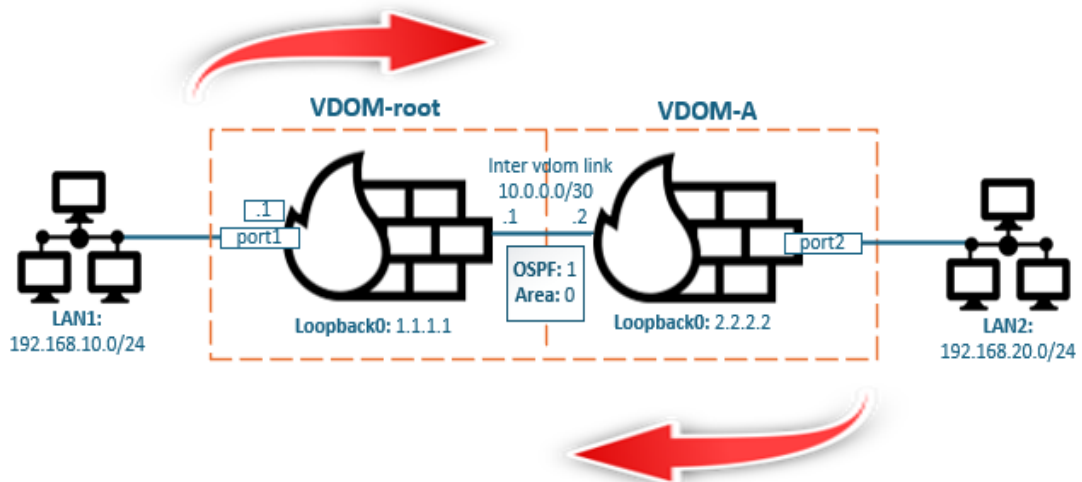 VDOM-root
VDOM-A
Inter vdom link
10.0.0.0/30
.1
.1
.2
port1
port2
OSPF: 1
Area: 0
Loopback0: 1.1.1.1
Loopback0: 2.2.2.2
LAN1:
192.168.10.0/24
LAN2:
192.168.20.0/24